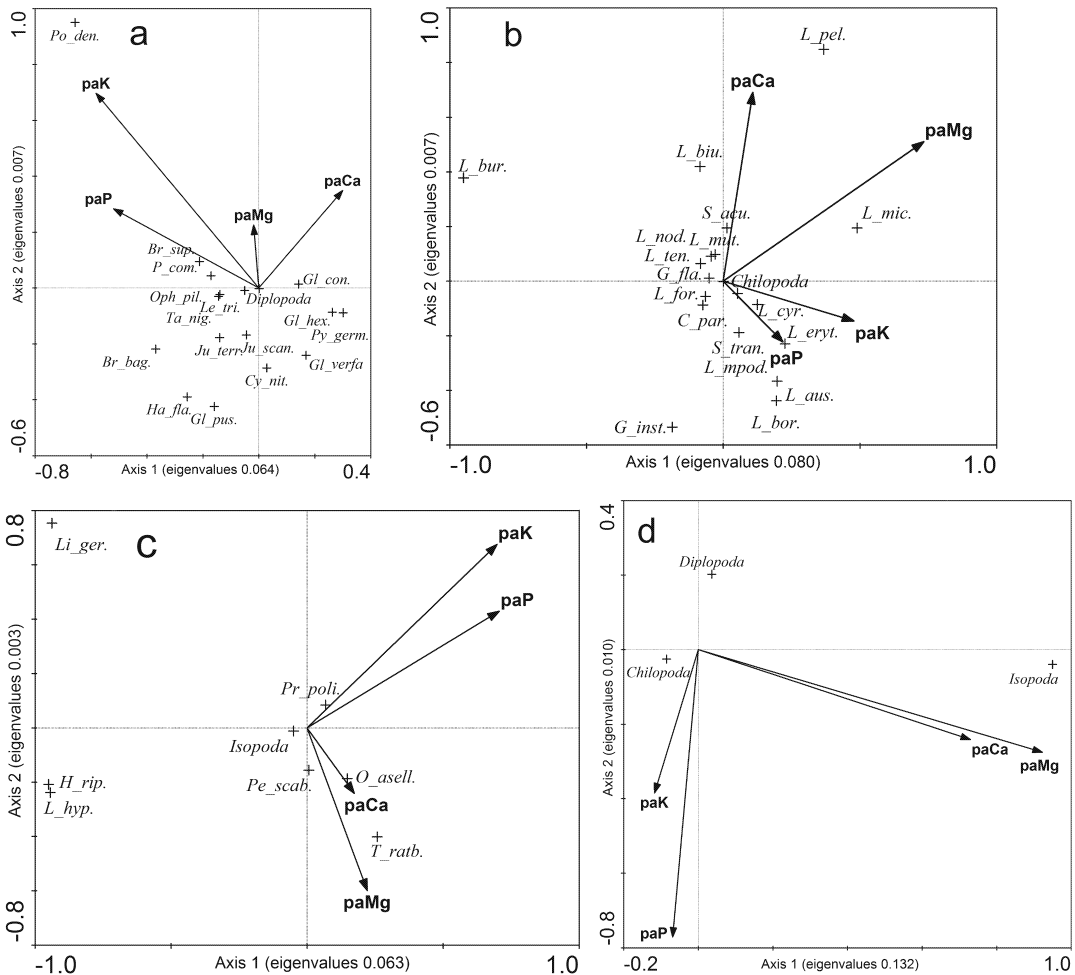 a
1.0
Po_den.
paK
paCa
paP
paMg
Br_sup.
P_com.
Gl_con.
Oph_pil.
Diplopoda
Le_tri.
Ta_nig.
Gl_hex.
Py_germ.
Ju_terr.
Ju_scan.
Br_bag.
Gl_verfa
Cy_nit.
Ha_fla.
Gl_pus.
-0.6
Axis 2 (eigenvalues 0.007)
-0.8
Axis 1 (eigenvalues 0.064)
0.4
b
1.0
L_pel.
paCa
paMg
L_biu.
L_bur.
S_acu.
L_mic.
L_nod.
L_mut.
L_ten.
G_fla.
Chilopoda
L_for.
L_cyr.
C_par.
L_eryt.
paK
S_tran.
paP
L_mpod.
L_aus.
L_bor.
G_inst.
-0.6
Axis 2 (eigenvalues 0.007)
-1.0
Axis 1 (eigenvalues 0.080)
1.0
c
0.8
Li_ger.
paK
paP
Pr_poli.
Isopoda
Pe_scab.
O_asell.
H_rip.
L_hyp.
paCa
T_ratb.
paMg
-0.8
Axis 2 (eigenvalues 0.003)
-1.0
Axis 1 (eigenvalues 0.063)
1.0
d
0.4
Diplopoda
Chilopoda
Isopoda
paCa
paMg
paK
paP
-0.8
Axis 2 (eigenvalues 0.010)
-0.2
Axis 1 (eigenvalues 0.132)
1.0